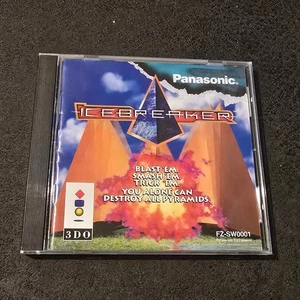 Panasonic.
ICEBREAKER
BLAST 'EM.
SMASH 'EM.
TRICK 'EM.
YOU ALONE CAN
DESTROY ALL PYRAMIDS.
3DO
FZ-SW0001